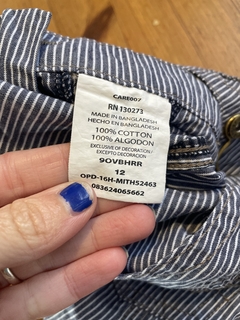 CARE007
RN 130273
MADE IN BANGLADESH
HECHO EN BANGLADESH
100% COTTON
100% ALGODON
EXCLUSIVE OF DECORATION/
EXCEPTO DECORACION
9OVBHRR
12
OPD-16H-MITH52463
083624065662